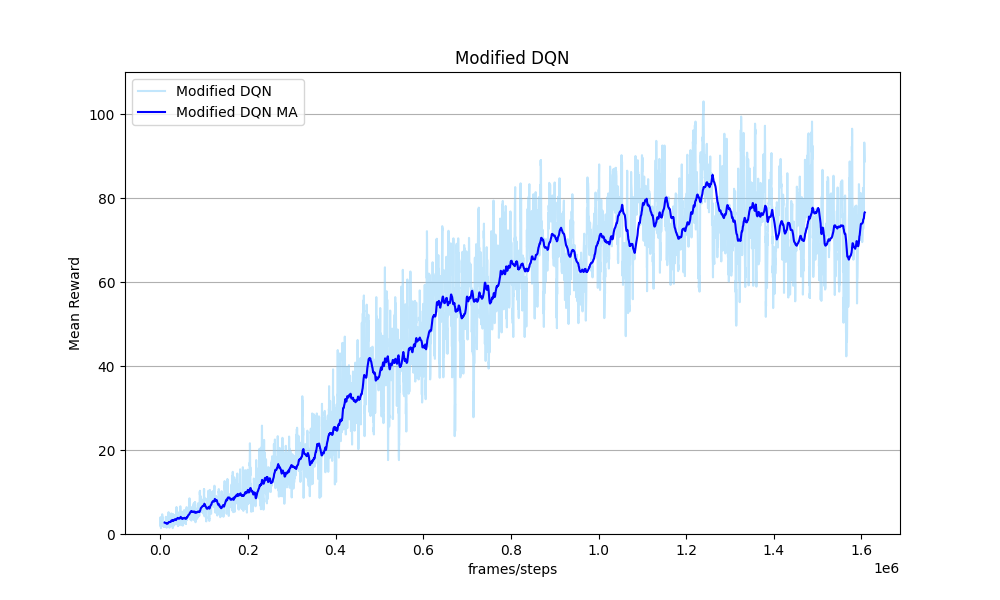 Modified DQN
Modified DQN
Modified DQN MA
Mean Reward
100
80
60
40
20
0
0.0 0.2 0.4 0.6 0.8 1.0 1.2 1.4 1.6
frames/steps
1e6